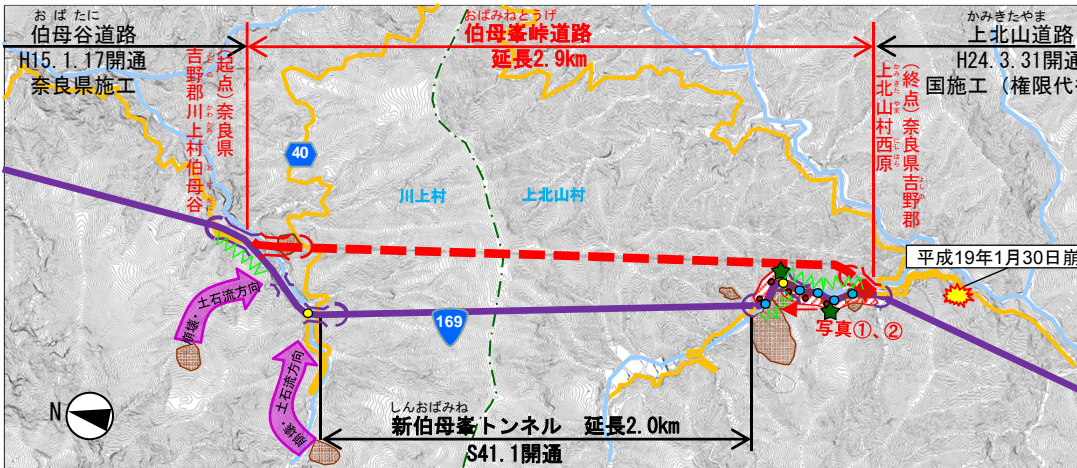 おばたに
伯母谷道路
H15.1.17開通
奈良県施工
おばみねとうげ
伯母峯峠道路
延長2.9km
かみきたやま
上北山道路
H24.3.31開通
国施工（権限代
(起点)奈良県
吉野郡川上村伯母谷
(終点)奈良県吉野郡
上北山村西原
40
川上村
上北山村
平成19年1月30日崩
崩壊・土石流方向
169
写真①、②
崩壊・土石流方向
N
しんおばみね
新伯母峯トンネル 延長2.0km
S41.1開通